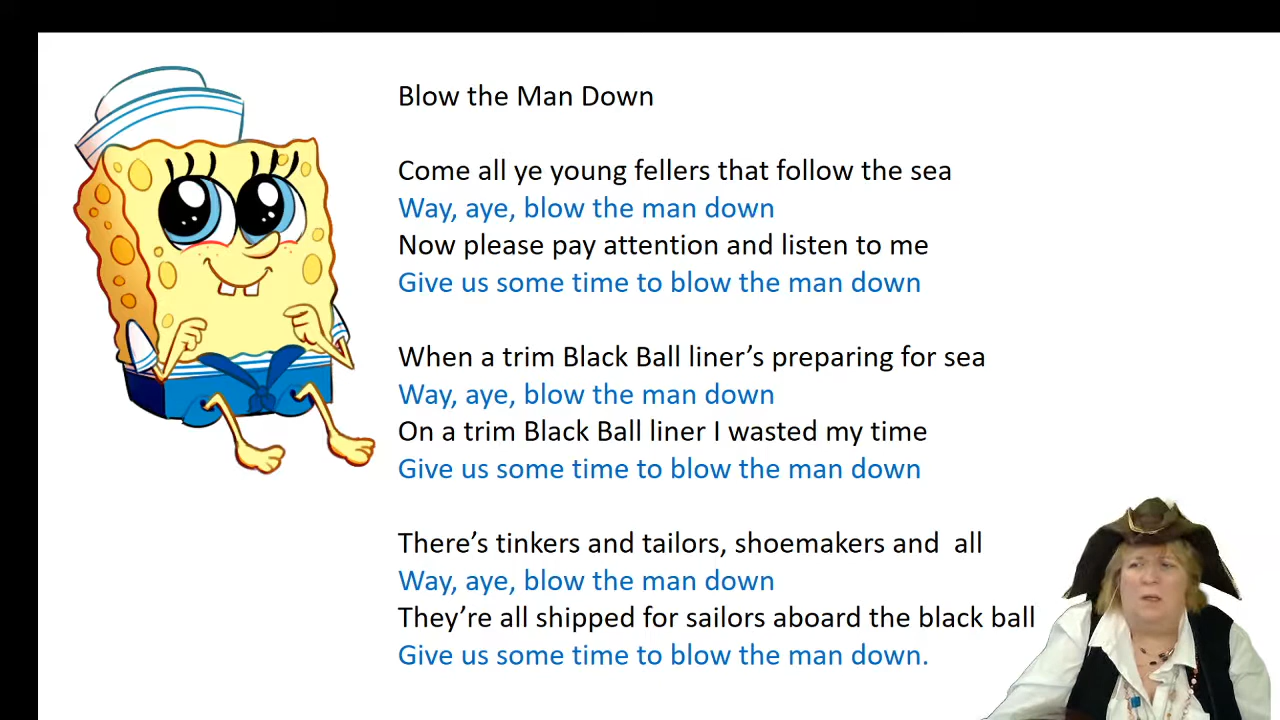 Blow the Man Down
Come all ye young fellers that follow the sea
Way, aye, blow the man down
Now please pay attention and listen to me
Give us some time to blow the man down
When a trim Black Ball liner’s preparing for sea
Way, aye, blow the man down
On a trim Black Ball liner I wasted my time
Give us some time to blow the man down
There’s tinkers and tailors, shoemakers and  all
Way, aye, blow the man down
They’re all shipped for sailors aboard the black ball
Give us some time to blow the man down.